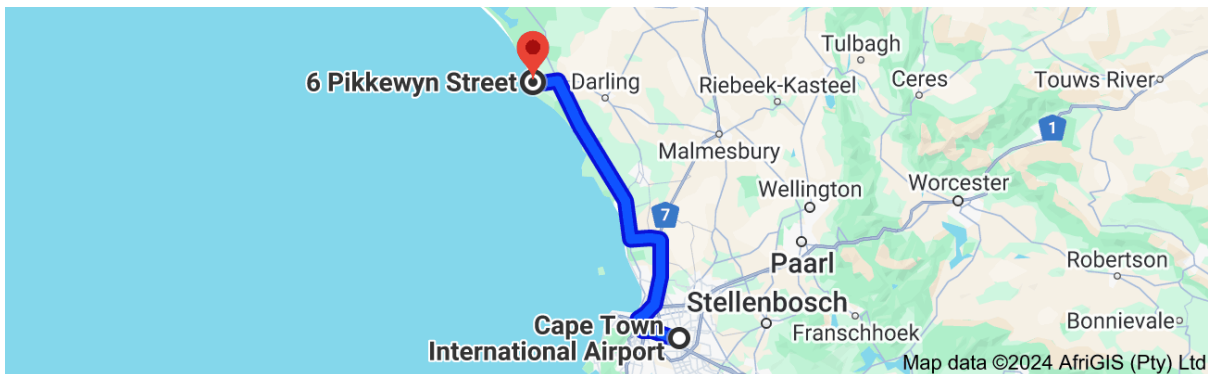 6 Pikkewyn Street
Darling
Riebeek-Kasteel
Tulbagh
Ceres
Touws River
1
Malmesbury
Wellington
Worcester
7
Paarl
Robertson
Stellenbosch
Cape Town
International Airport
Franschhoek
Bonnievale
Map data ©2024 AfriGIS (Pty) Ltd